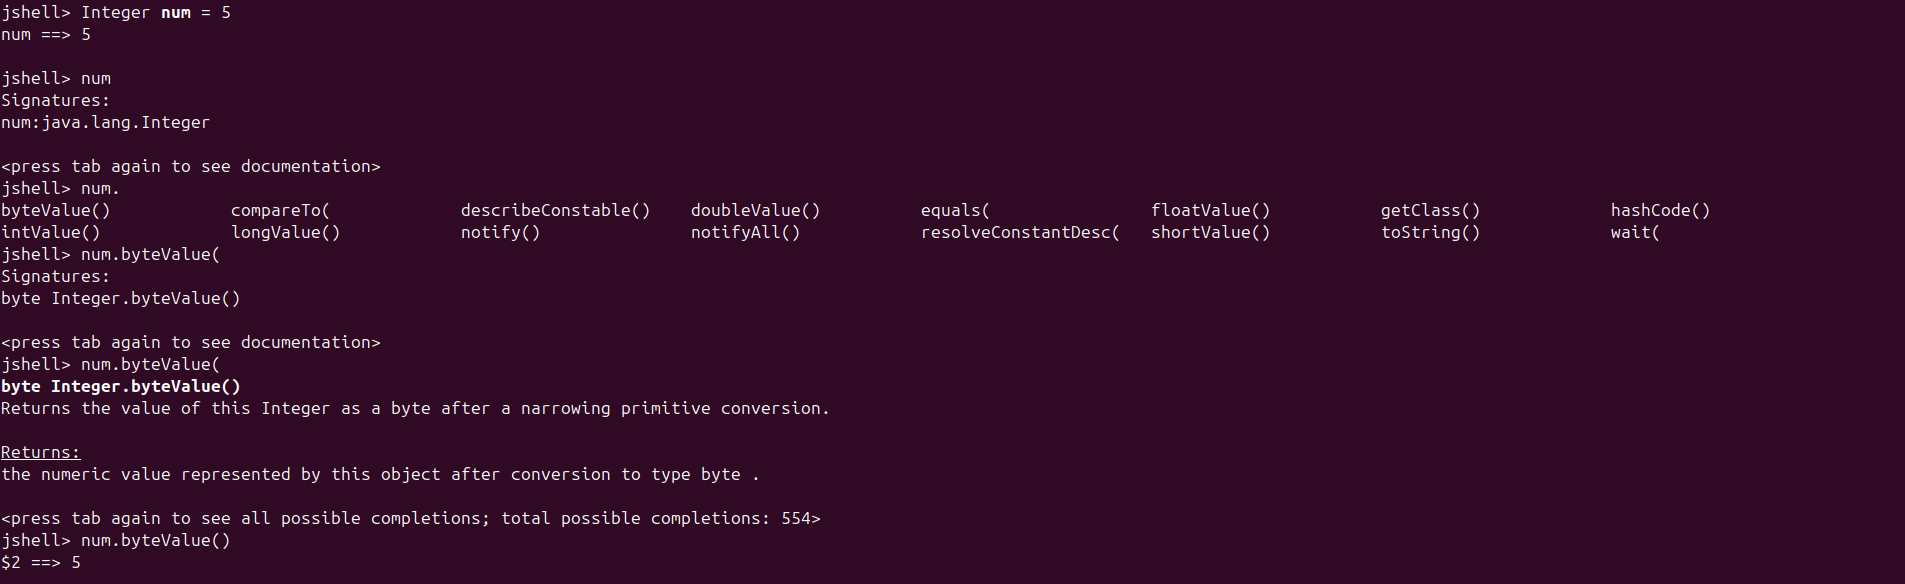 jshell> Integer num = 5
num ==> 5
jshell> num
Signatures:
num:java.lang.Integer
<press tab again to see documentation>
jshell> num.
byteValue() compareTo( describeConstable() doubleValue() equals( floatValue() getClass() hashCode()
intValue() longValue() notify() notifyAll() resolveConstantDesc( shortValue() toString() wait(
jshell> num.byteValue(
Signatures:
byte Integer.byteValue()
<press tab again to see documentation>
jshell> num.byteValue(
byte Integer.byteValue()
Returns the value of this Integer as a byte after a narrowing primitive conversion.
Returns:
the numeric value represented by this object after conversion to type byte .
<press tab again to see all possible completions; total possible completions: 554>
jshell> num.byteValue()
$2 ==> 5